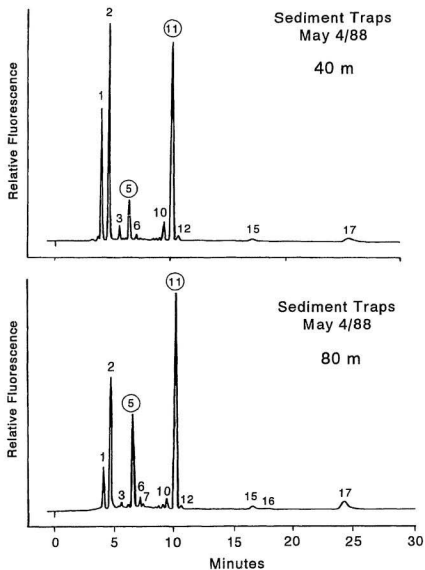 Sediment Traps
May 4/88
40 m
Relative Fluorescence
1
2
3
5
6
10
11
12
15
17
Sediment Traps
May 4/88
80 m
Relative Fluorescence
1
2
3
5
6
7
10
11
12
15
16
17
0 5 10 15 20 25 30
Minutes